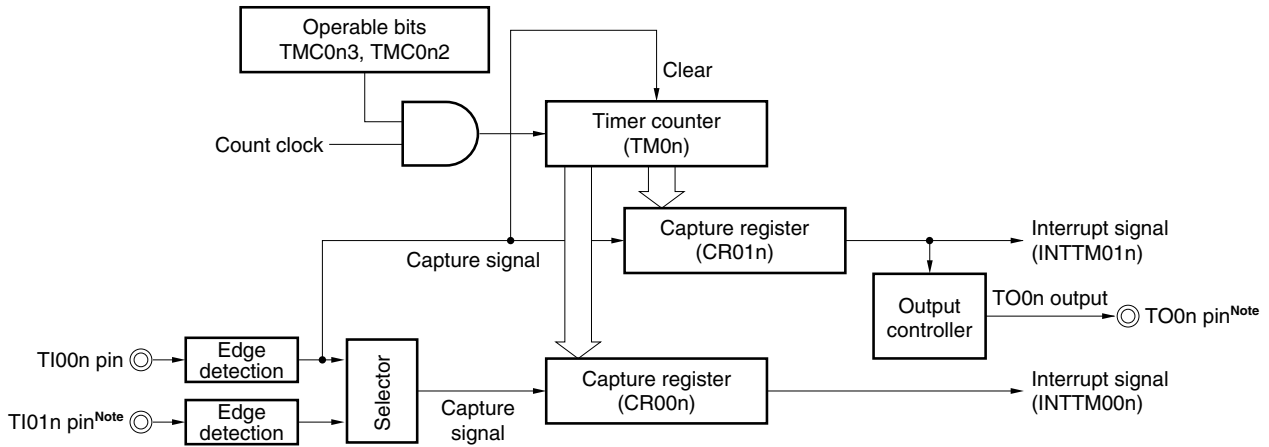 Operable bits
TMC0n3, TMC0n2
Clear
Timer counter
(TM0n)
Count clock
Capture register
(CR01n)
Interrupt signal
(INTTM01n)
Capture signal
Output
controller
TO0n output
TO0n pinNote
TI00n pin
Edge
detection
Selector
Capture register
(CR00n)
Interrupt signal
(INTTM00n)
TI01n pinNote
Edge
detection
Capture
signal